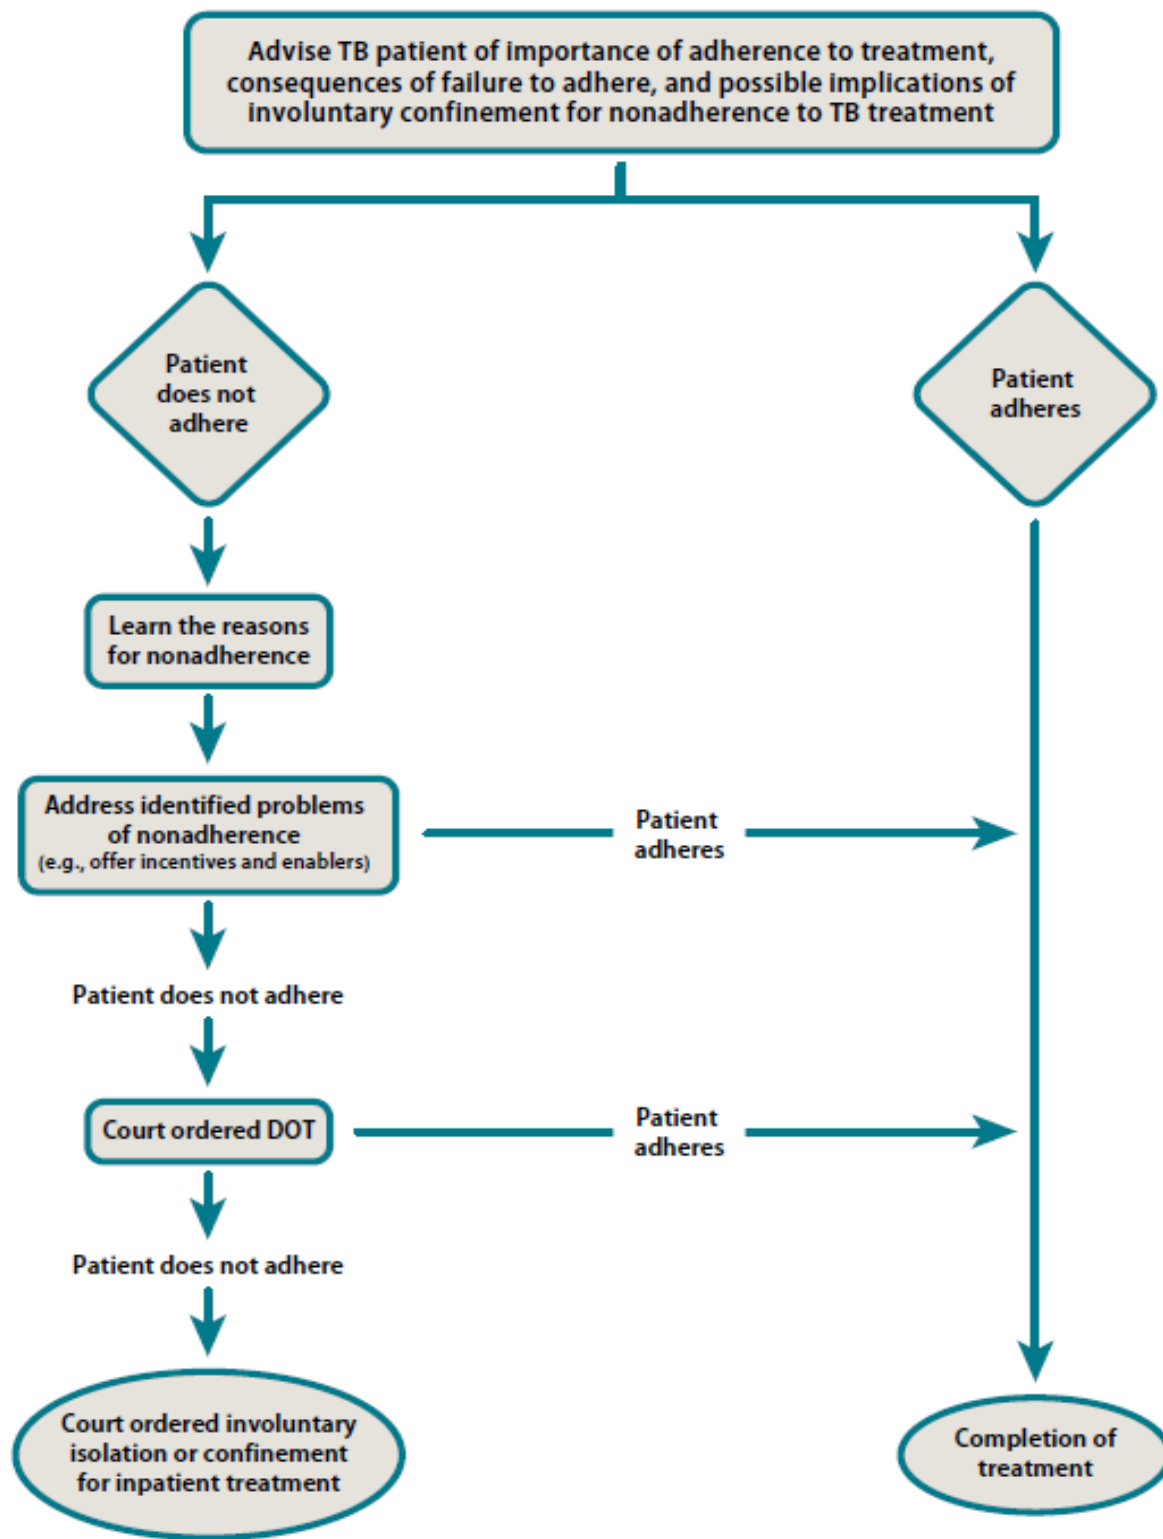 Advise TB patient of importance of adherence to treatment,
consequences of failure to adhere, and possible implications of
involuntary confinement for nonadherence to TB treatment
Patient
does not
adhere
Patient
adheres
Learn the reasons
for nonadherence
Address identified problems
of nonadherence
(e.g., offer incentives and enablers)
Patient
adheres
Patient does not adhere
Court ordered DOT
Patient
adheres
Patient does not adhere
Court ordered involuntary
isolation or confinement
for inpatient treatment
Completion of
treatment